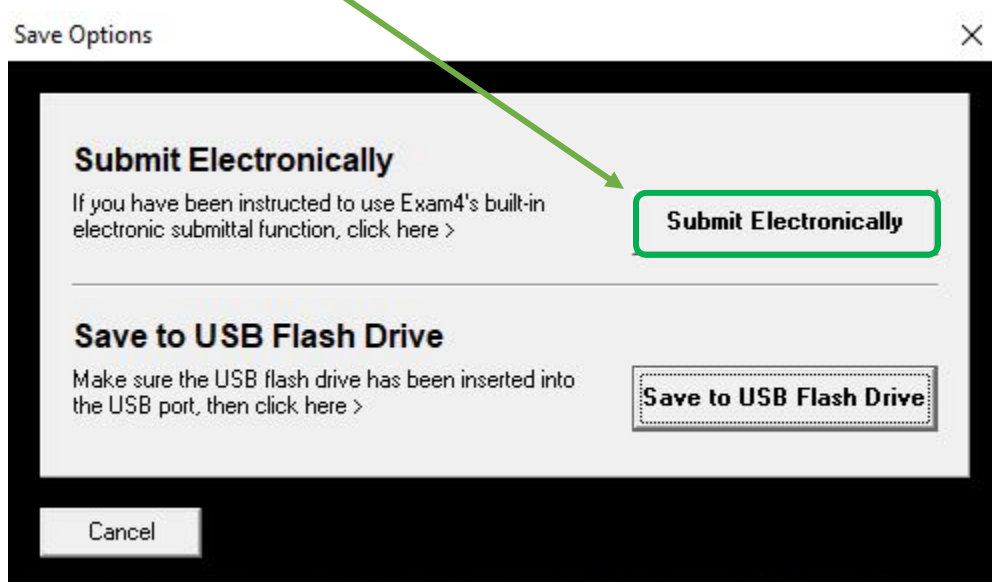 Save Options
Submit Electronically
If you have been instructed to use Exam4's built-in
electronic submittal function, click here >
Submit Electronically
Save to USB Flash Drive
Make sure the USB flash drive has been inserted into
the USB port, then click here >
Save to USB Flash Drive
Cancel